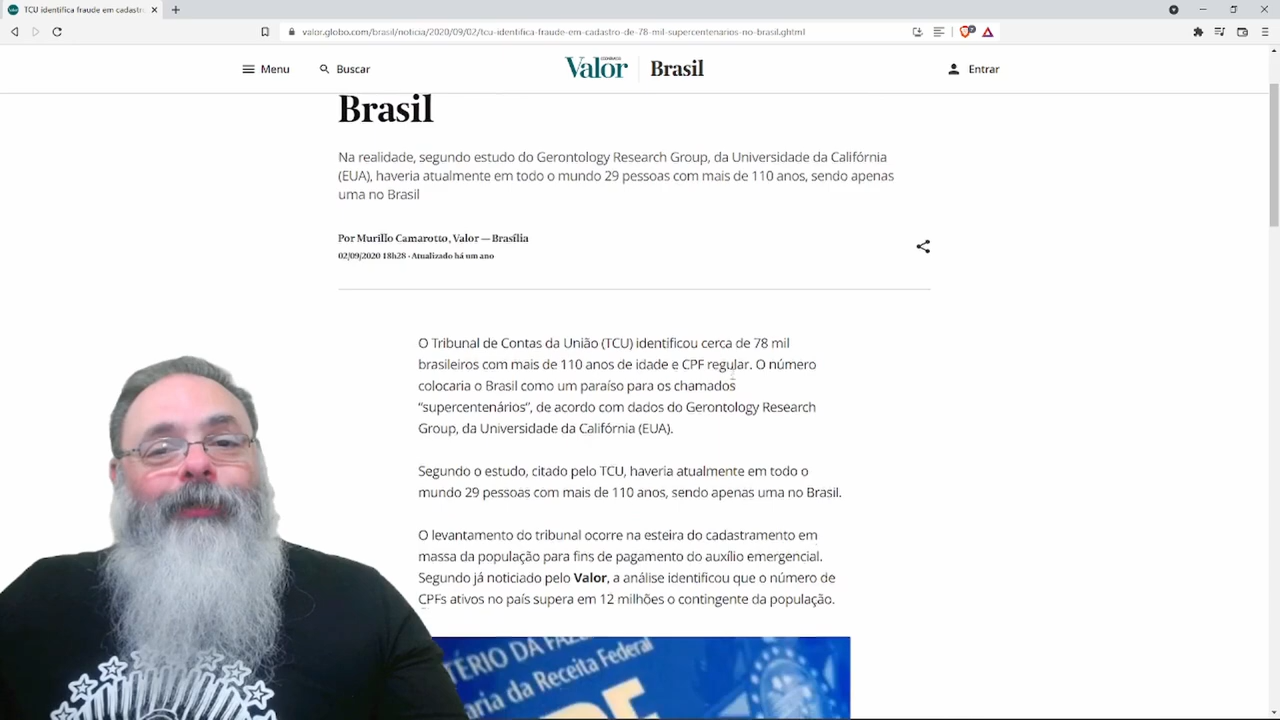 TCU identifica fraude em cadastr
valor.globo.com/brasil/noticia/2020/09/02/tcu-identifica-fraude-em-cadastro-de-78-mil-supercentenarios-no-brasil.ghtml
Menu
Buscar
Valor
Brasil
Entrar
Brasil
Na realidade, segundo estudo do Gerontology Research Group, da Universidade da Califórnia
(EUA), haveria atualmente em todo o mundo 29 pessoas com mais de 110 anos, sendo apenas
uma no Brasil
Por Murillo Camarotto, Valor — Brasília
02/09/2020 18h28 · Atualizado há um ano
O Tribunal de Contas da União (TCU) identificou cerca de 78 mil
brasileiros com mais de 110 anos de idade e CPF regular. O número
colocaria o Brasil como um paraíso para os chamados
“supercentenários”, de acordo com dados do Gerontology Research
Group, da Universidade da Califórnia (EUA).
Segundo o estudo, citado pelo TCU, haveria atualmente em todo o
mundo 29 pessoas com mais de 110 anos, sendo apenas uma no Brasil.
O levantamento do tribunal ocorre na esteira do cadastramento em
massa da população para fins de pagamento do auxílio emergencial.
Segundo já noticiado pelo Valor, a análise identificou que o número de
CPFs ativos no país supera em 12 milhões o contingente da população.
TÉRIO DA FAZE
aria da Receita Federal